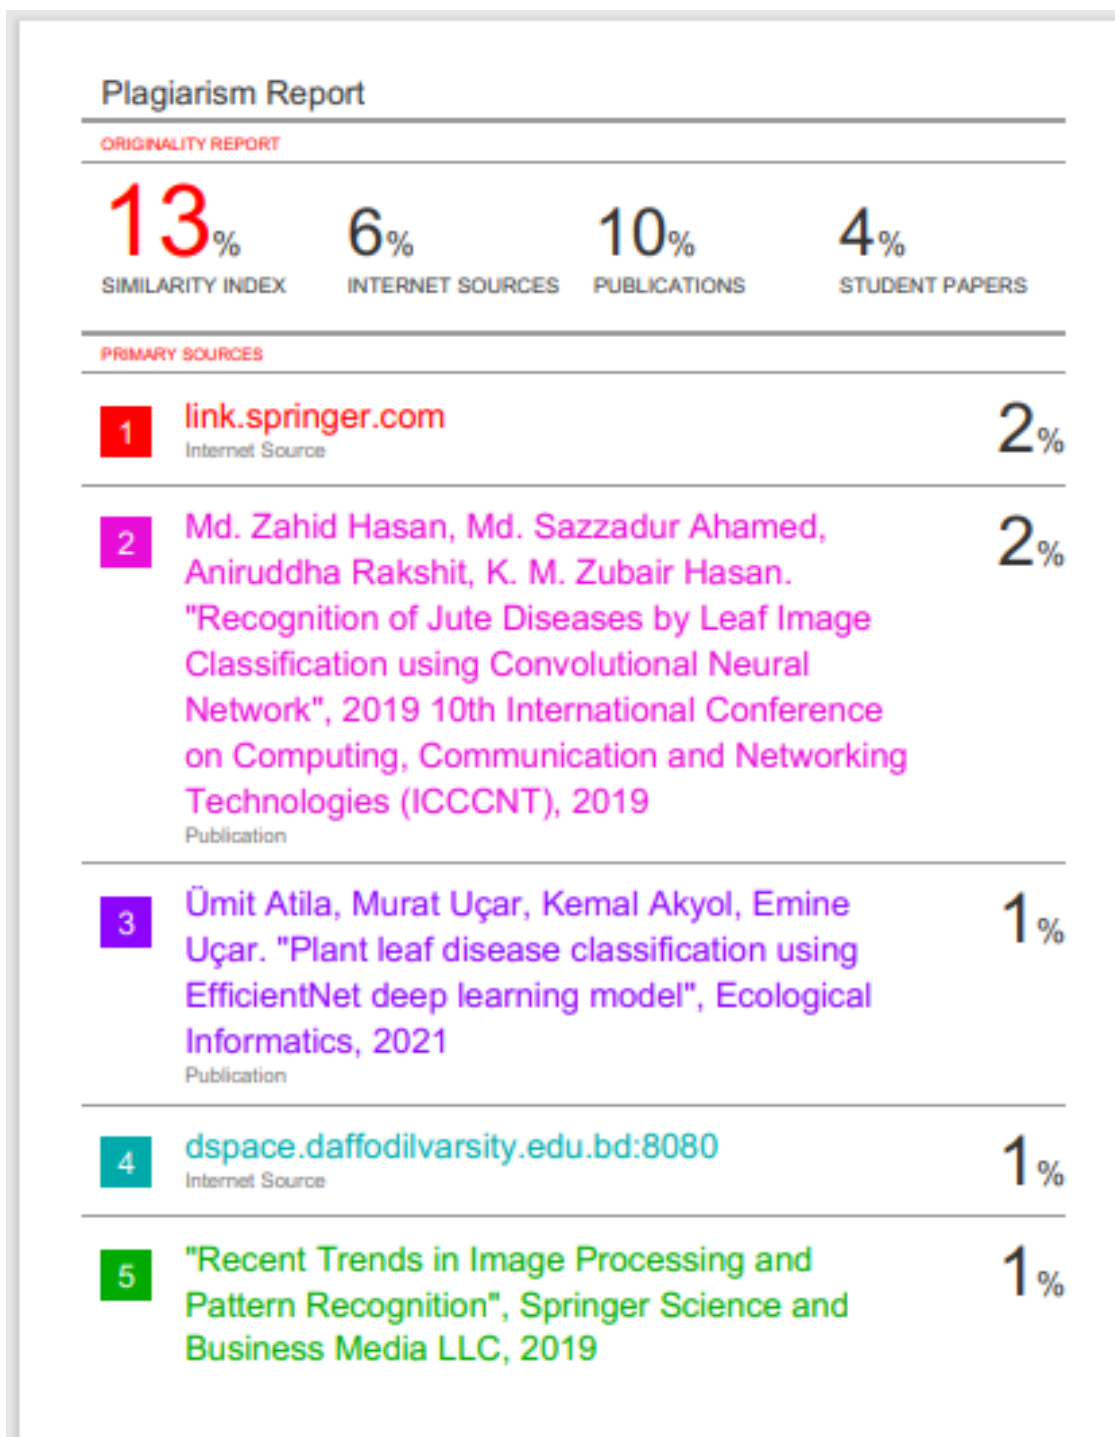 Plagiarism Report
ORIGINALITY REPORT
13% 6% 10% 4%
SIMILARITY INDEX INTERNET SOURCES PUBLICATIONS STUDENT PAPERS
PRIMARY SOURCES
1 link.springer.com 2%
Internet Source
2 Md. Zahid Hasan, Md. Sazzadur Ahamed, 2%
Aniruddha Rakshit, K. M. Zubair Hasan.
"Recognition of Jute Diseases by Leaf Image
Classification using Convolutional Neural
Network", 2019 10th International Conference
on Computing, Communication and Networking
Technologies (ICCCNT), 2019
Publication
3 Ümit Atila, Murat Uçar, Kemal Akyol, Emine 1%
Uçar. "Plant leaf disease classification using
EfficientNet deep learning model", Ecological
Informatics, 2021
Publication
4 dspace.daffodilvarsity.edu.bd:8080 1%
Internet Source
5 "Recent Trends in Image Processing and 1%
Pattern Recognition", Springer Science and
Business Media LLC, 2019